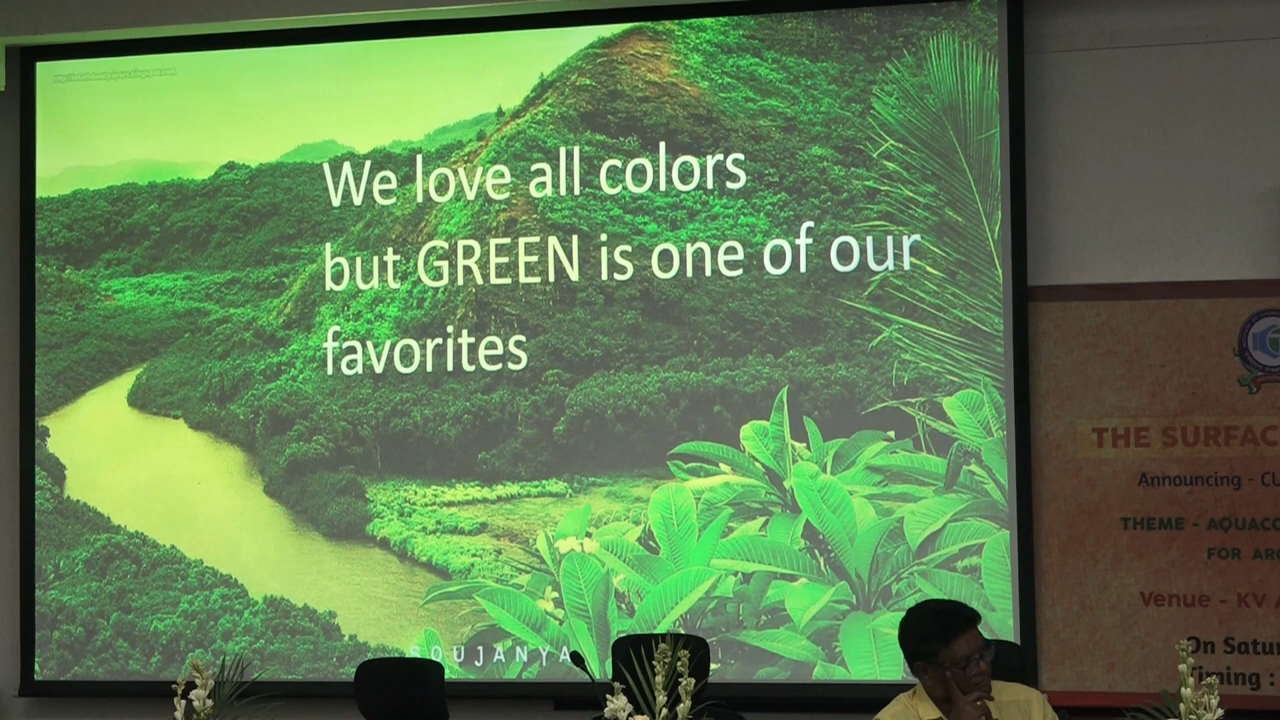 We love all colors
but GREEN is one of our
favorites
SOUJANYA
THE SURFAC
Announcing - CU
THEME - AQUACO
FOR ARC
Venue - KV
On Satur
Timing :